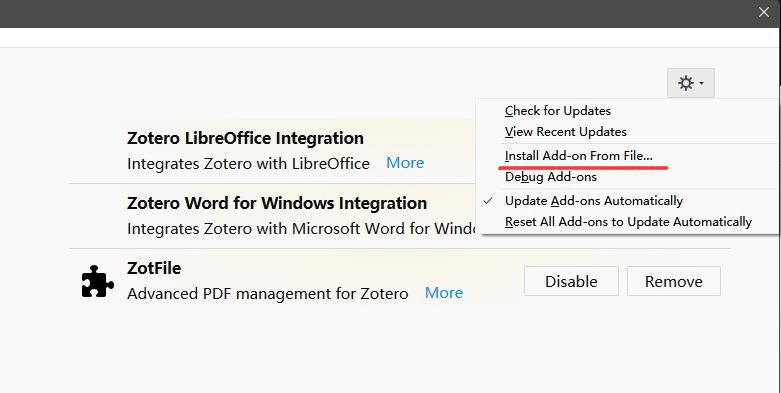 Check for Updates
View Recent Updates
Install Add-on From File...
Debug Add-ons
Update Add-ons Automatically
Reset All Add-ons to Update Automatically
Zotero LibreOffice Integration
Integrates Zotero with LibreOffice More
Zotero Word for Windows Integration
Integrates Zotero with Microsoft Word for
ZotFile
Advanced PDF management for Zotero More
Disable Remove